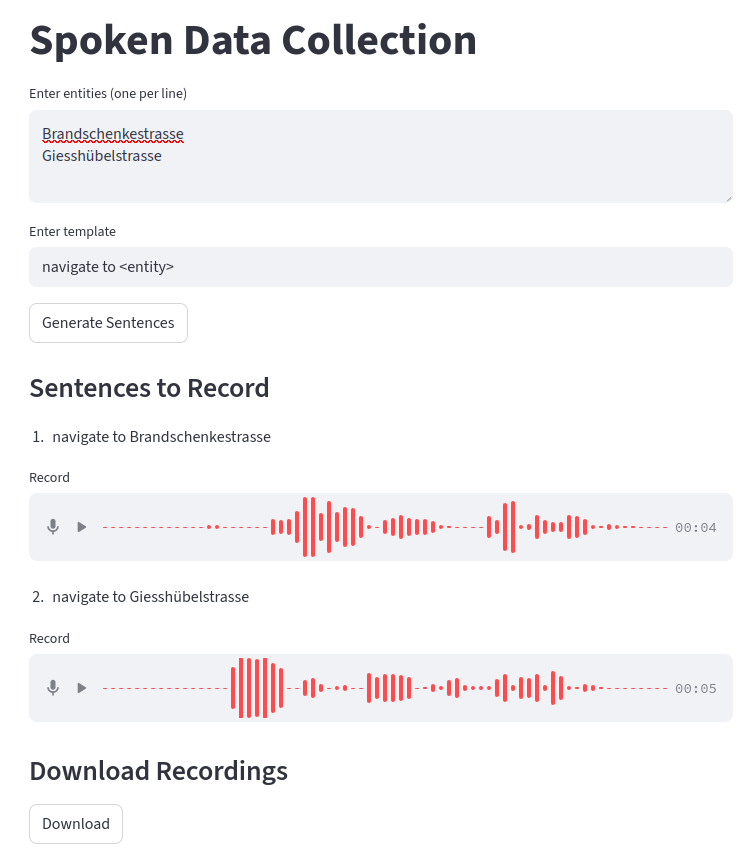 Spoken Data Collection
Enter entities (one per line)
Brandschenkestrasse
Giesshübelstrasse
Enter template
navigate to <entity>
Generate Sentences
Sentences to Record
1. navigate to Brandschenkestrasse
Record
00:04
2. navigate to Giesshübelstrasse
Record
00:05
Download Recordings
Download